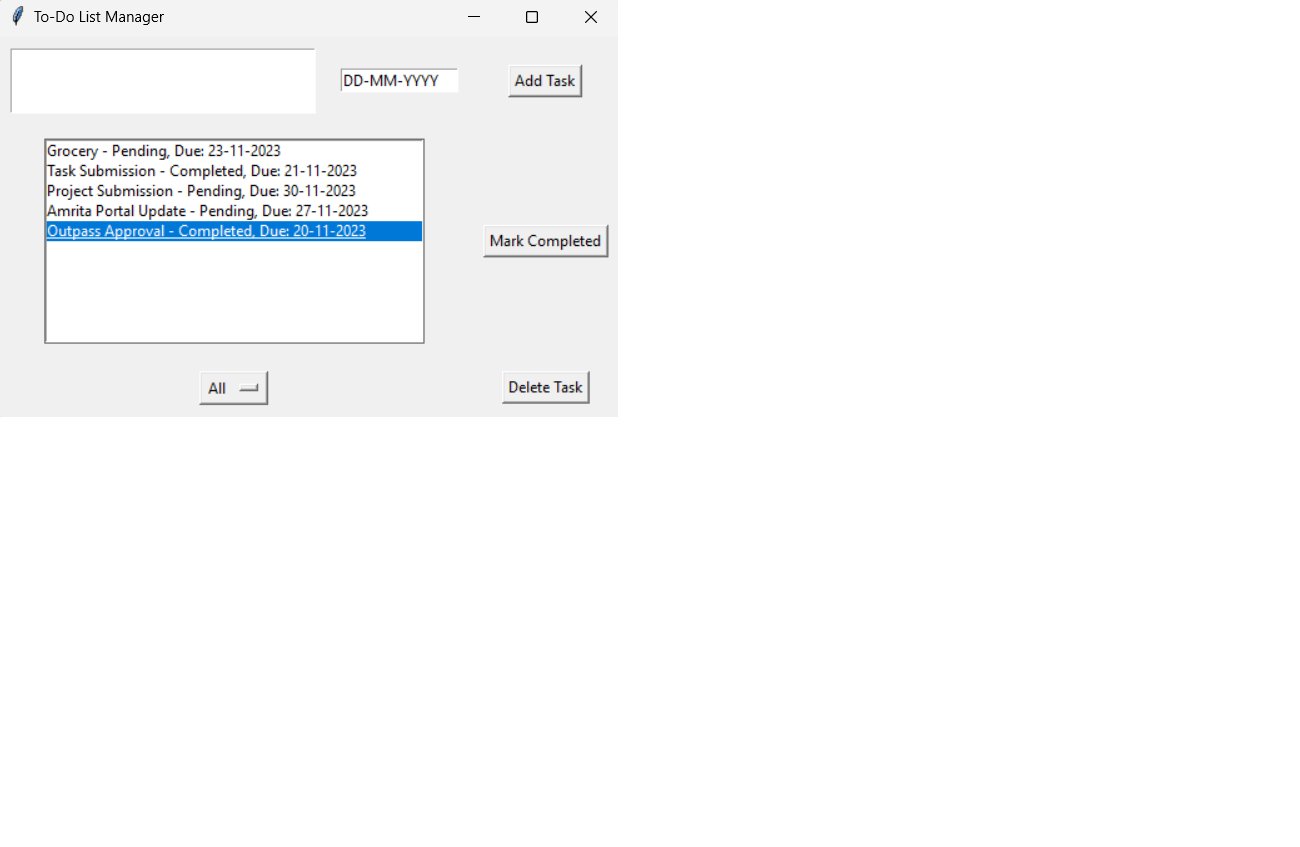 To-Do List Manager
DD-MM-YYYY
Add Task
Grocery - Pending, Due: 23-11-2023
Task Submission - Completed, Due: 21-11-2023
Project Submission - Pending, Due: 30-11-2023
Amrita Portal Update - Pending, Due: 27-11-2023
Outpass Approval - Completed, Due: 20-11-2023
Mark Completed
All
Delete Task